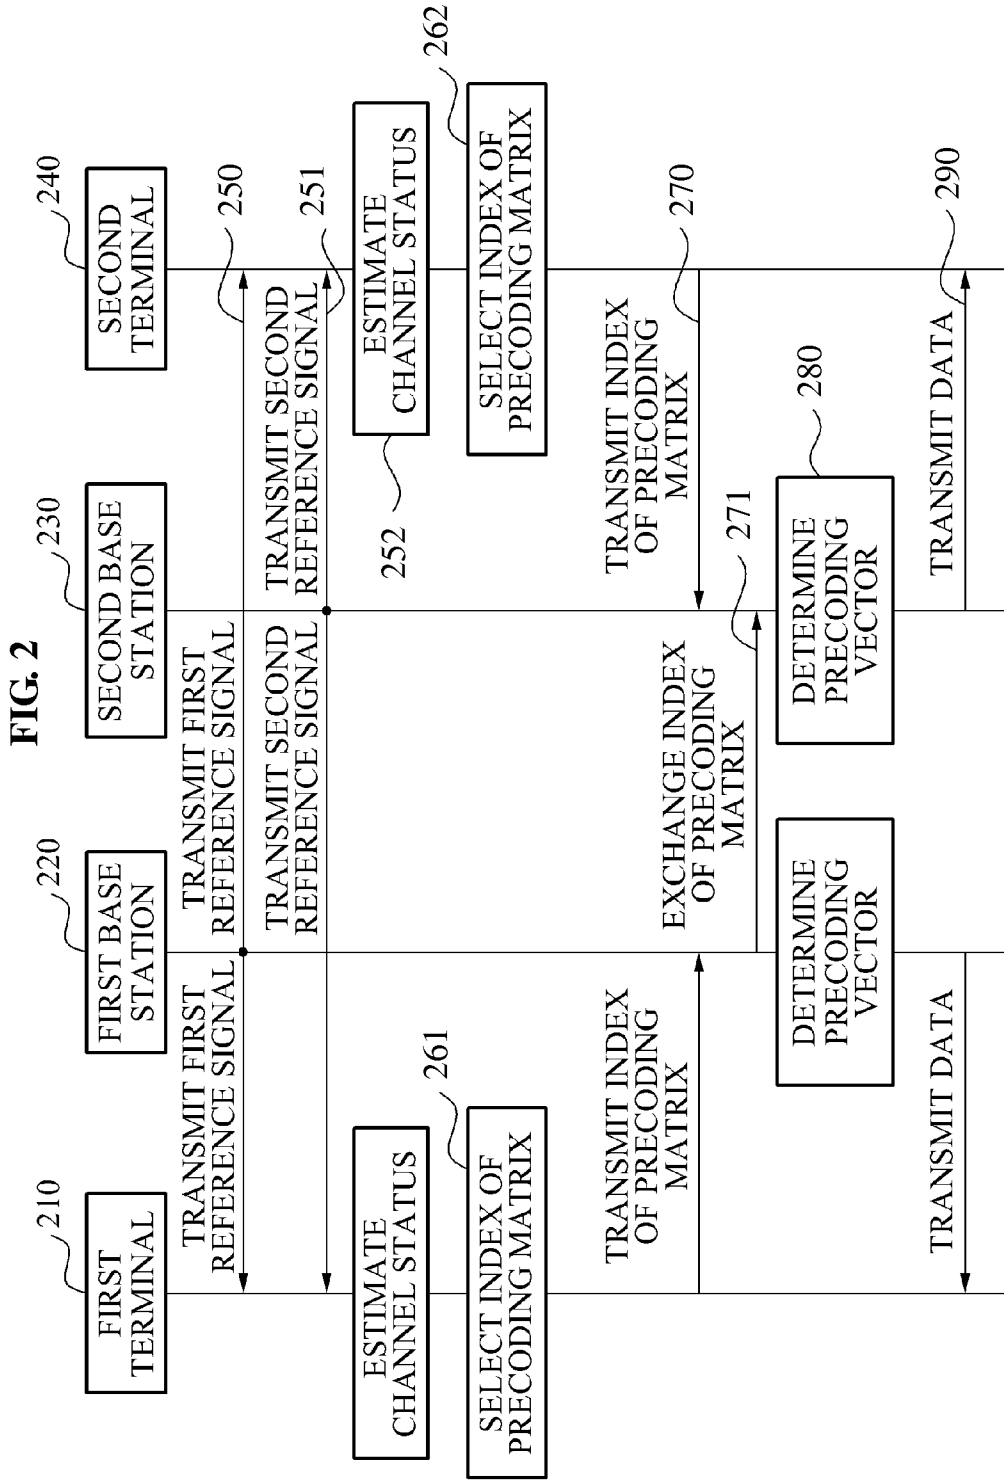 FIG. 2
210
220
230
240
FIRST
TERMINAL
FIRST BASE
STATION
SECOND BASE
STATION
SECOND
TERMINAL
TRANSMIT FIRST
REFERENCE SIGNAL
TRANSMIT FIRST
REFERENCE SIGNAL
250
TRANSMIT SECOND
REFERENCE SIGNAL
TRANSMIT SECOND
REFERENCE SIGNAL
251
ESTIMATE
CHANNEL STATUS
252
ESTIMATE
CHANNEL STATUS
261
262
SELECT INDEX OF
PRECODING MATRIX
SELECT INDEX OF
PRECODING MATRIX
TRANSMIT INDEX
OF PRECODING
MATRIX
TRANSMIT INDEX
OF PRECODING
MATRIX
270
EXCHANGE INDEX
OF PRECODING
MATRIX
271
DETERMINE
PRECODING
VECTOR
DETERMINE
PRECODING
VECTOR
280
TRANSMIT DATA
TRANSMIT DATA
290